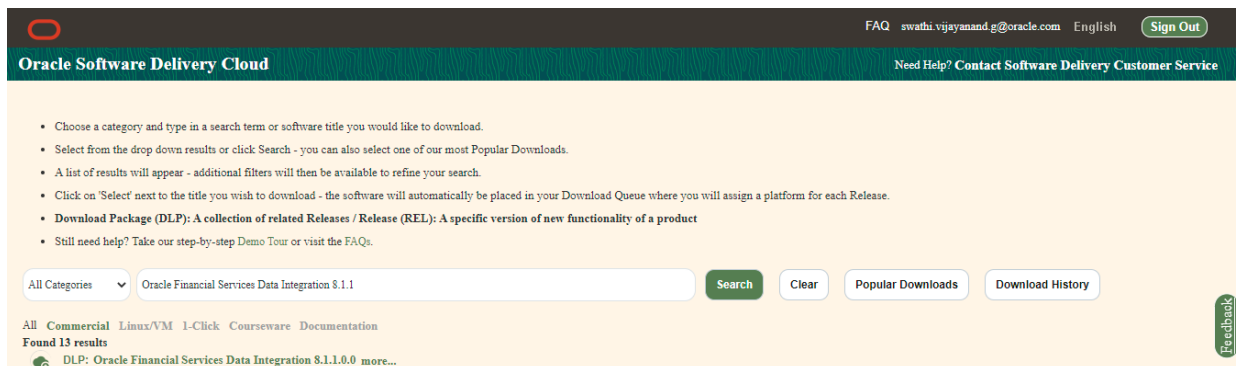 FAQ swathi.vijayanand.g@oracle.com English Sign Out
Oracle Software Delivery Cloud
Need Help? Contact Software Delivery Customer Service
• Choose a category and type in a search term or software title you would like to download.
• Select from the drop down results or click Search - you can also select one of our most Popular Downloads.
• A list of results will appear - additional filters will then be available to refine your search.
• Click on 'Select' next to the title you wish to download - the software will automatically be placed in your Download Queue where you will assign a platform for each Release.
• Download Package (DLP): A collection of related Releases / Release (REL): A specific version of new functionality of a product
• Still need help? Take our step-by-step Demo Tour or visit the FAQs.
All Categories Oracle Financial Services Data Integration 8.1.1 Search Clear Popular Downloads Download History
Feedback
All Commercial Linux/VM 1-Click Courseware Documentation
Found 13 results
DLP: Oracle Financial Services Data Integration 8.1.1.0.0 more...